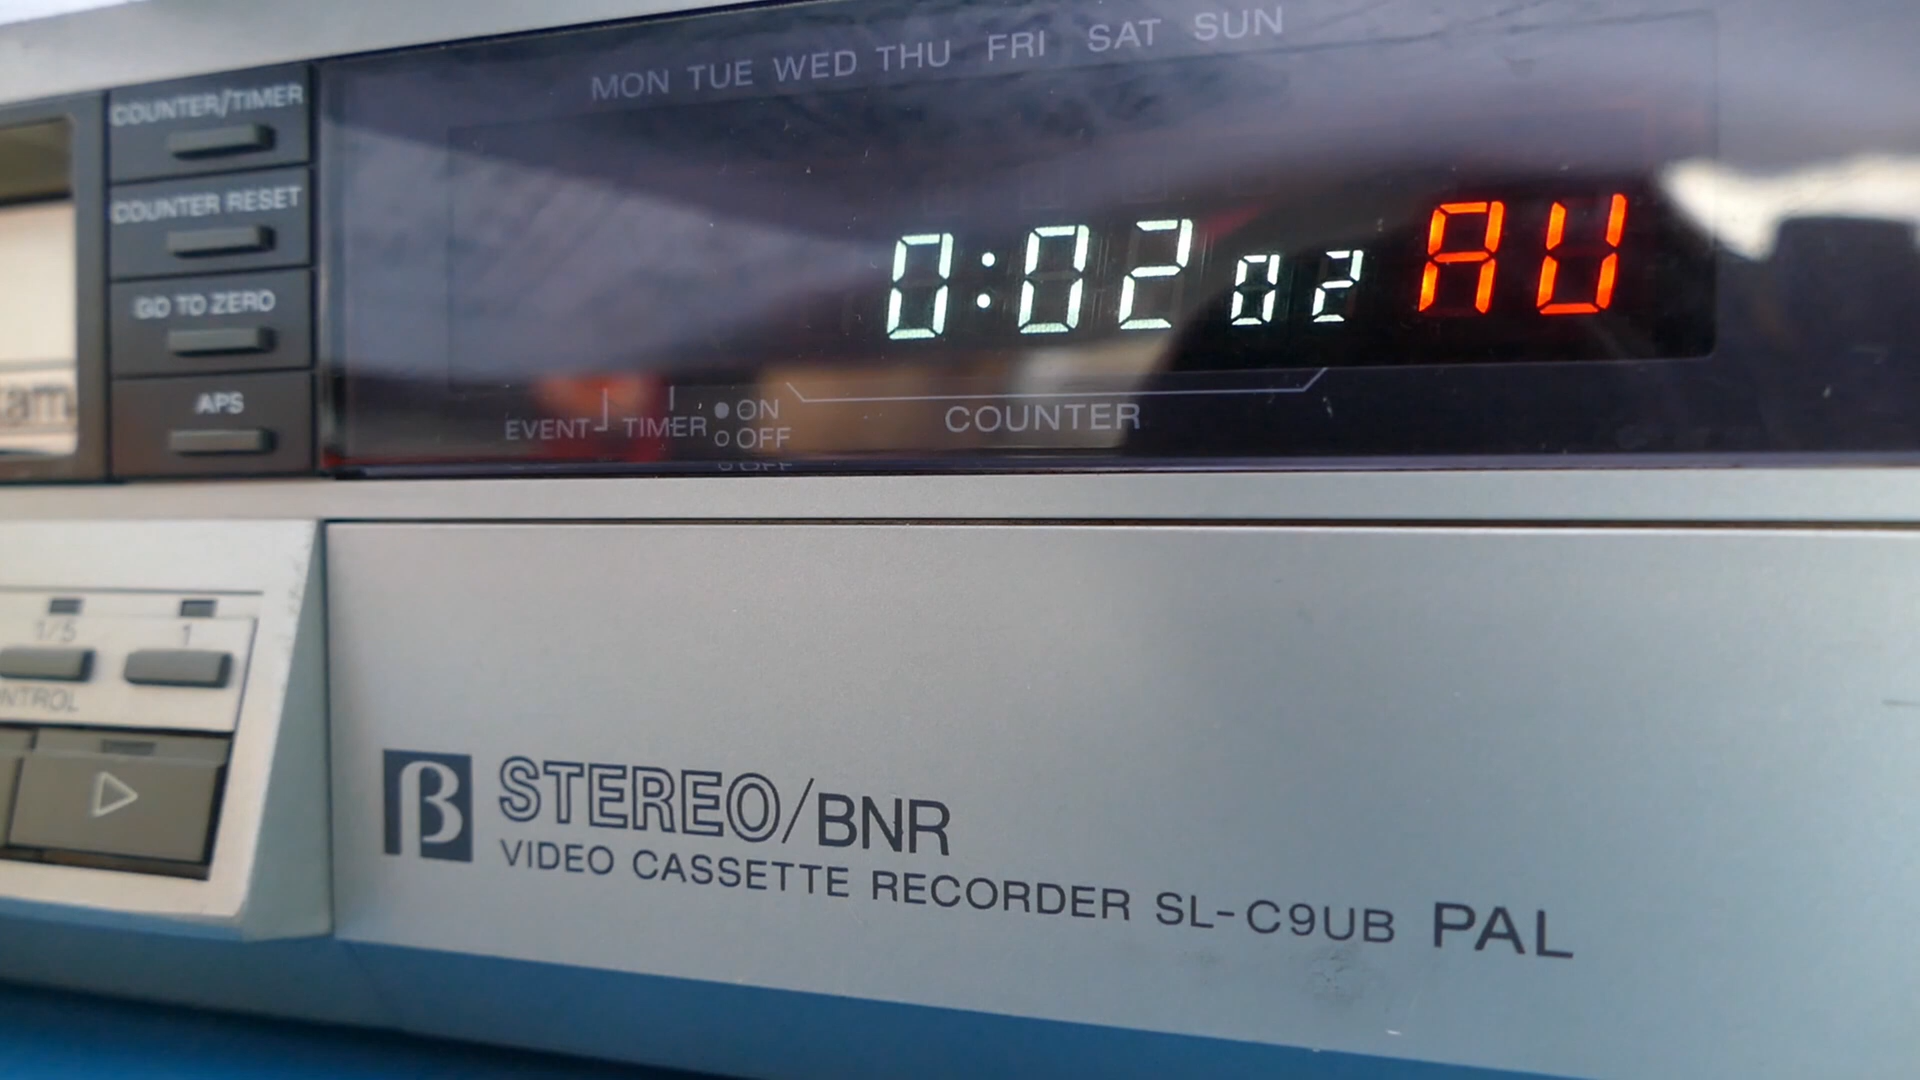 MON TUE WED THU FRI SAT SUN
COUNTER/TIMER
COUNTER RESET
GO TO ZERO
APS
0:02 02 AU
EVENT TIMER ON
OFF
COUNTER
1/5 1
β STEREO/BNR
VIDEO CASSETTE RECORDER SL-C9UB PAL